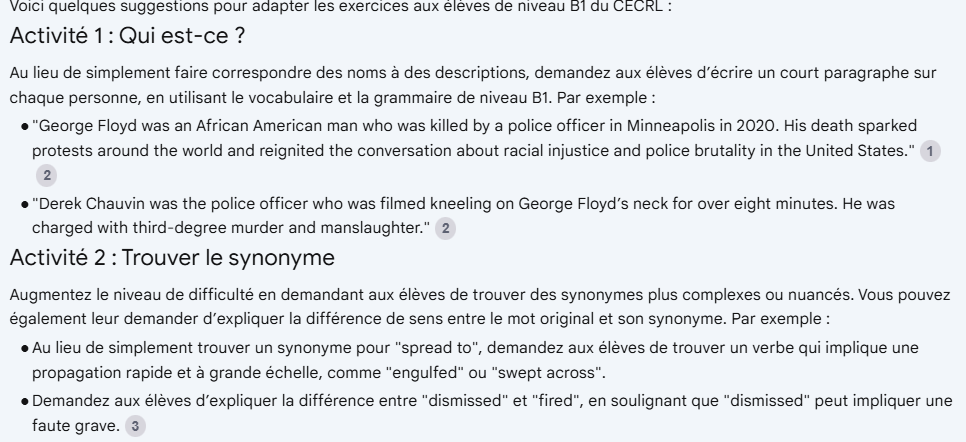 Voici quelques suggestions pour adapter les exercices aux élèves de niveau B1 du CECRL :
Activité 1 : Qui est-ce ?
Au lieu de simplement faire correspondre des noms à des descriptions, demandez aux élèves d'écrire un court paragraphe sur
chaque personne, en utilisant le vocabulaire et la grammaire de niveau B1. Par exemple :
● "George Floyd was an African American man who was killed by a police officer in Minneapolis in 2020. His death sparked
protests around the world and reignited the conversation about racial injustice and police brutality in the United States." 1
2
● "Derek Chauvin was the police officer who was filmed kneeling on George Floyd's neck for over eight minutes. He was
charged with third-degree murder and manslaughter." 2
Activité 2 : Trouver le synonyme
Augmentez le niveau de difficulté en demandant aux élèves de trouver des synonymes plus complexes ou nuancés. Vous pouvez
également leur demander d'expliquer la différence de sens entre le mot original et son synonyme. Par exemple :
● Au lieu de simplement trouver un synonyme pour "spread to", demandez aux élèves de trouver un verbe qui implique une
propagation rapide et à grande échelle, comme "engulfed" ou "swept across".
● Demandez aux élèves d'expliquer la différence entre "dismissed" et "fired", en soulignant que "dismissed" peut impliquer une
faute grave. 3